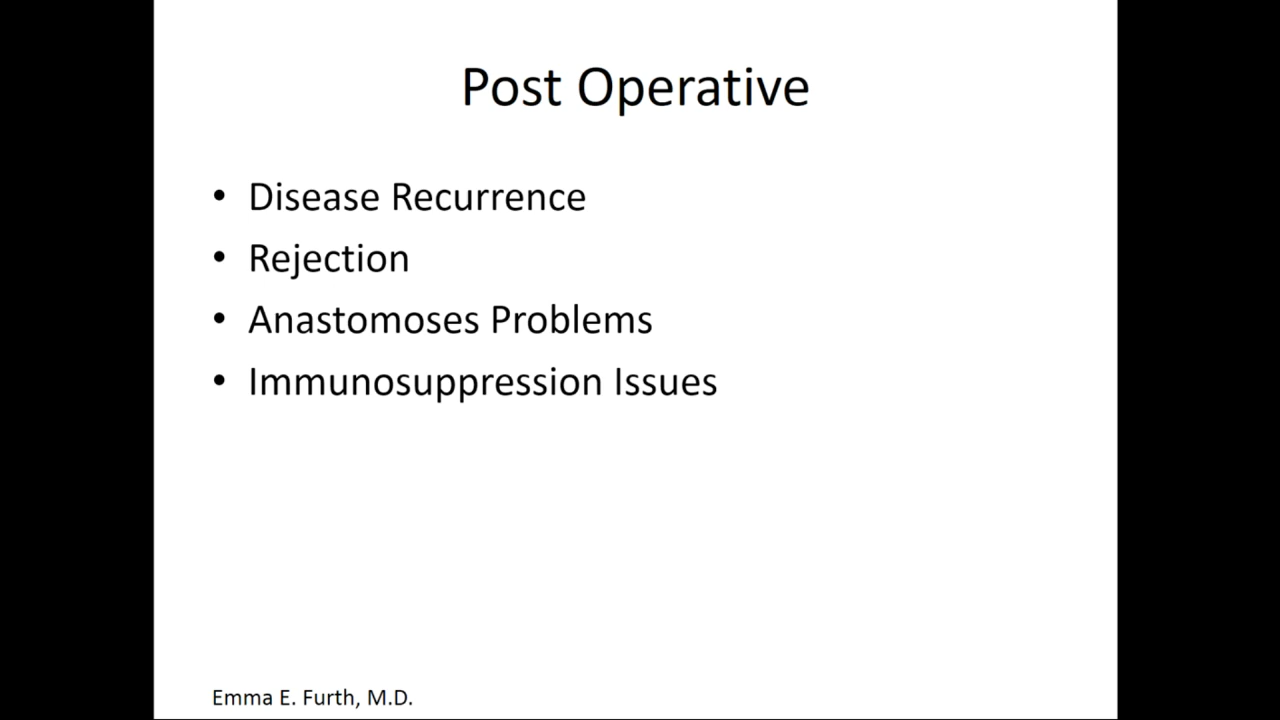 Post Operative
• Disease Recurrence
• Rejection
• Anastomoses Problems
• Immunosuppression Issues
Emma E. Furth, M.D.